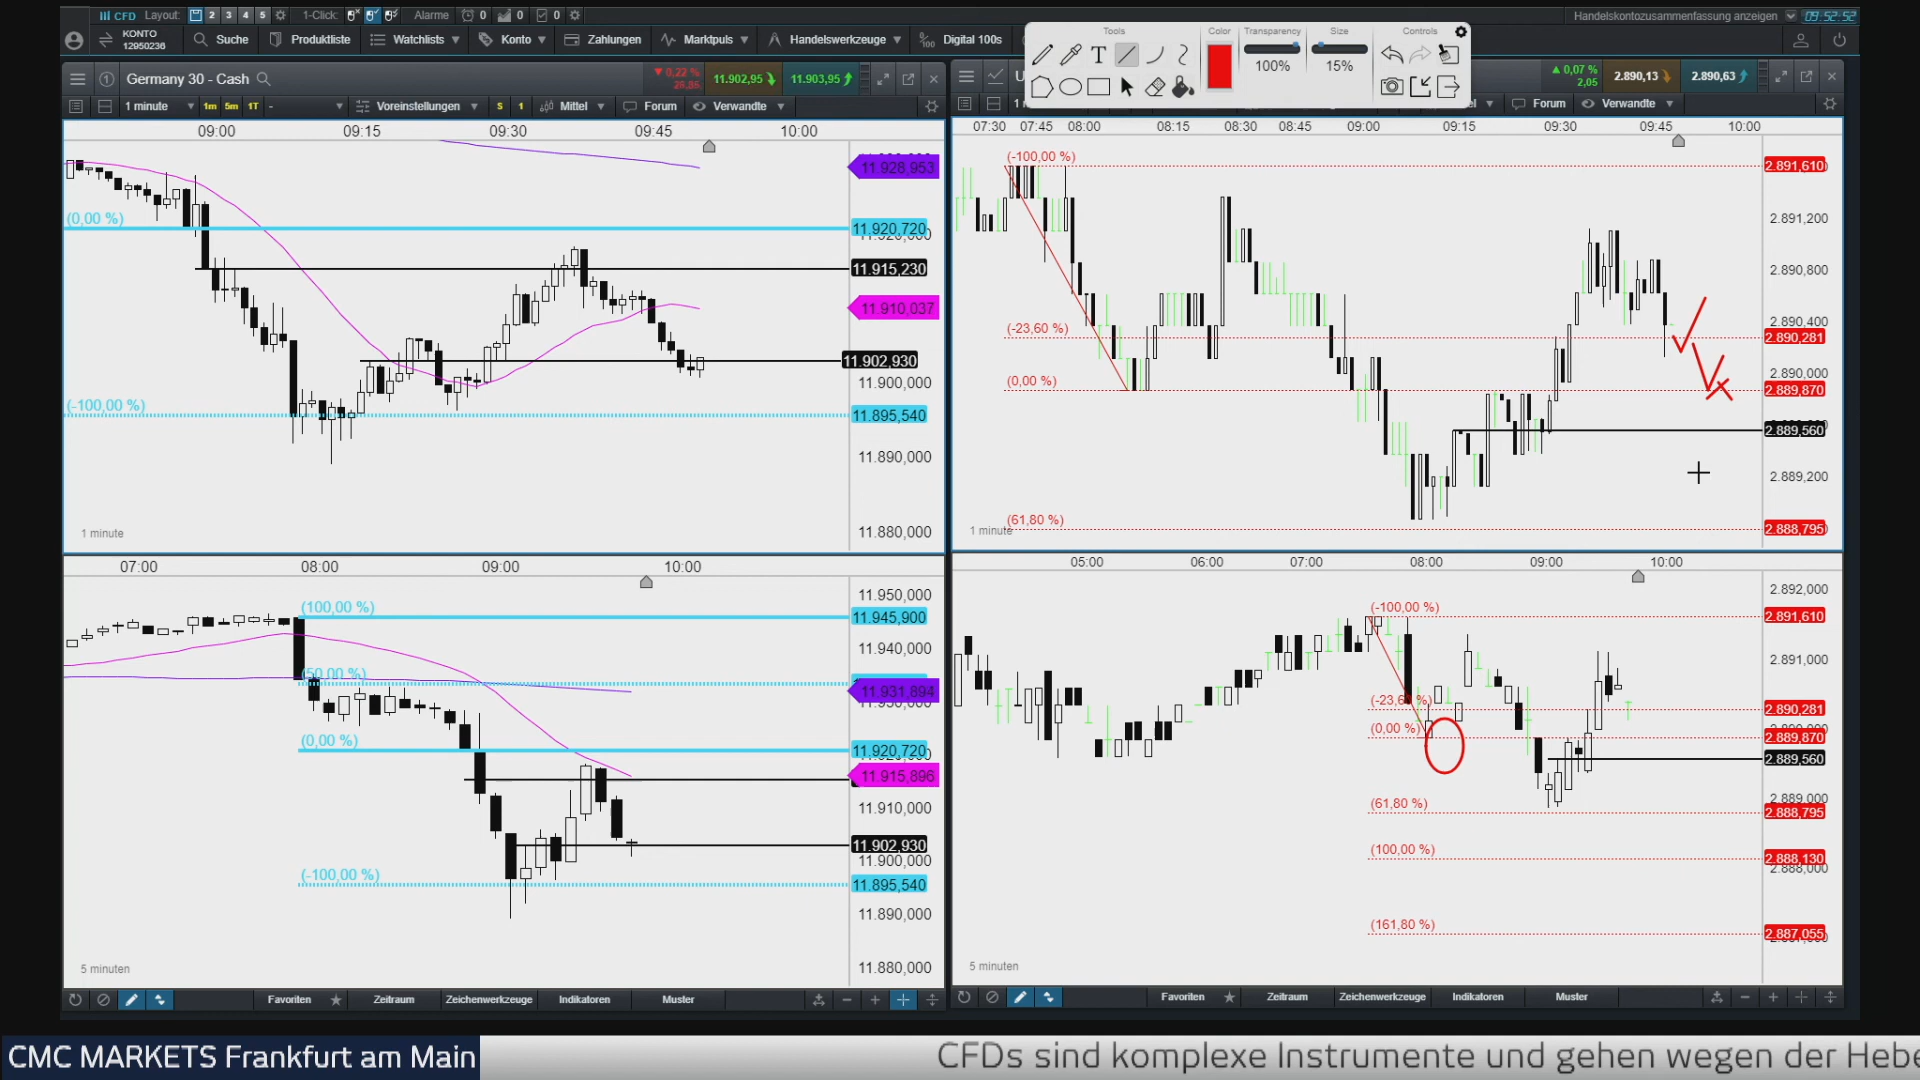 CFD Layout: 2 3 4 5 1-Click: Alarme 0 0 0
Handelskontozusammenfassung anzeigen 09:52:52
KONTO
12950236
Suche Produktliste Watchlists Konto Zahlungen Marktpuls Handelswerkzeuge Digital 100s
Tools Color Transparency Size Controls
T
100% 15%
Germany 30 - Cash
0,22 %
26,86
11.902,95 11.903,95
1 minute 1m 5m 1T - Voreinstellungen S 1 Mittel Forum Verwandte
09:00 09:15 09:30 09:45 10:00
(0,00 %)
(-100,00 %)
11.928,953
11.920,720
11.915,230
11.910,037
11.902,930
11.900,000
11.895,540
11.890,000
11.880,000
1 minute
U
0,07 %
2,05
2.890,13 2.890,63
Forum Verwandte
07:30 07:45 08:00 08:15 08:30 08:45 09:00 09:15 09:30 09:45 10:00
(-100,00 %)
(-23,60 %)
(0,00 %)
(61,80 %)
2.891,610
2.891,200
2.890,800
2.890,400
2.890,281
2.890,000
2.889,870
2.889,560
2.889,200
2.888,795
1 minute
07:00 08:00 09:00 10:00
(100,00 %)
(50,00 %)
(0,00 %)
(-100,00 %)
11.950,000
11.945,900
11.940,000
11.931,894
11.920,720
11.915,896
11.910,000
11.902,930
11.900,000
11.895,540
11.890,000
11.880,000
5 minuten
05:00 06:00 07:00 08:00 09:00 10:00
(-100,00 %)
(0,00 %)
(61,80 %)
(100,00 %)
(161,80 %)
2.892,000
2.891,610
2.891,000
2.890,281
2.889,870
2.889,560
2.889,000
2.888,795
2.888,130
2.888,000
2.887,055
5 minuten
Favoriten Zeitraum Zeichenwerkzeuge Indikatoren Muster
Favoriten Zeitraum Zeichenwerkzeuge Indikatoren Muster
CMC MARKETS Frankfurt am Main
CFDs sind komplexe Instrumente und gehen wegen der Hebe